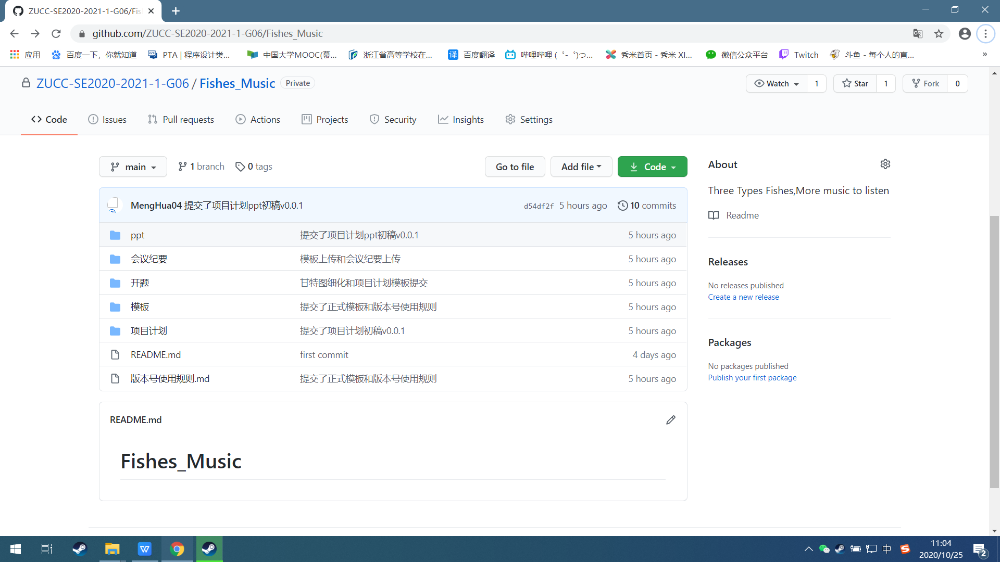 ZUCC-SE2020-2021-1-G06/Fis
github.com/ZUCC-SE2020-2021-1-G06/Fishes_Music
应用 百度一下，你就知道 PTA | 程序设计类... 中国大学MOOC(慕... 浙江省高等学校在... 百度翻译 哔哩哔哩 ( ゜- ゜)つ... 秀米首页 - 秀米 XI... 微信公众平台 Twitch 斗鱼 - 每个人的直... »
ZUCC-SE2020-2021-1-G06 / Fishes_Music Private Watch 1 Star 1 Fork 0
Code Issues Pull requests Actions Projects Security Insights Settings
main 1 branch 0 tags Go to file Add file Code
MengHua04 提交了项目计划ppt初稿v0.0.1 d54df2f 5 hours ago 10 commits
ppt 提交了项目计划ppt初稿v0.0.1 5 hours ago
会议纪要 模板上传和会议纪要上传 5 hours ago
开题 甘特图细化和项目计划模板提交 5 hours ago
模板 提交了正式模板和版本号使用规则 5 hours ago
项目计划 提交了项目计划初稿v0.0.1 5 hours ago
README.md first commit 4 days ago
版本号使用规则.md 提交了正式模板和版本号使用规则 5 hours ago
README.md
Fishes_Music
About
Three Types Fishes,More music to listen
Readme
Releases
No releases published
Create a new release
Packages
No packages published
Publish your first package
中 11:04
2020/10/25 2